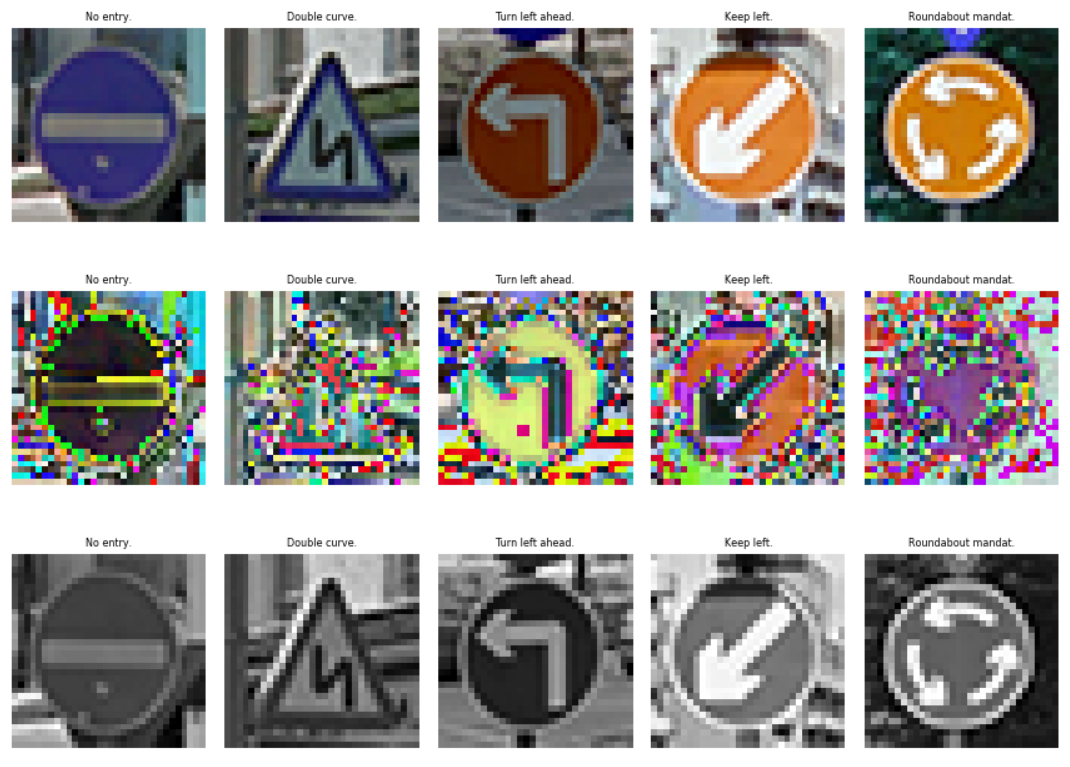 No entry.
Double curve.
Turn left ahead.
Keep left.
Roundabout mandat.
No entry.
Double curve.
Turn left ahead.
Keep left.
Roundabout mandat.
No entry.
Double curve.
Turn left ahead.
Keep left.
Roundabout mandat.